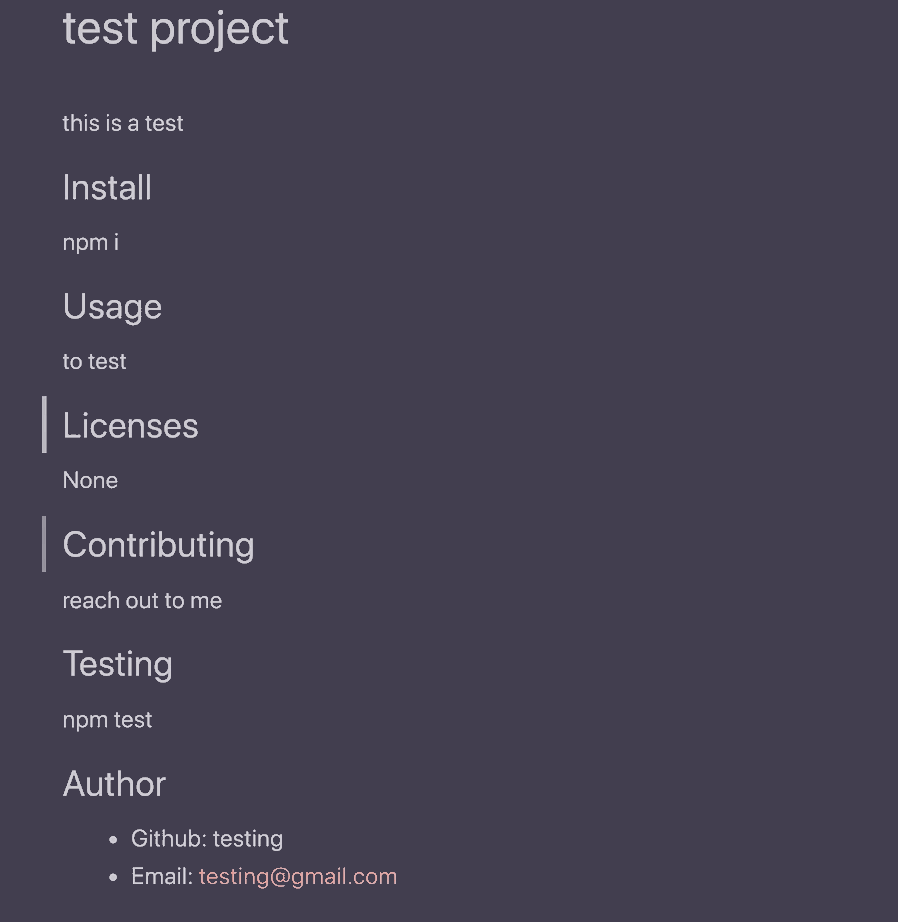 test project
this is a test
Install
npm i
Usage
to test
Licenses
None
Contributing
reach out to me
Testing
npm test
Author
• Github: testing
• Email: testing@gmail.com